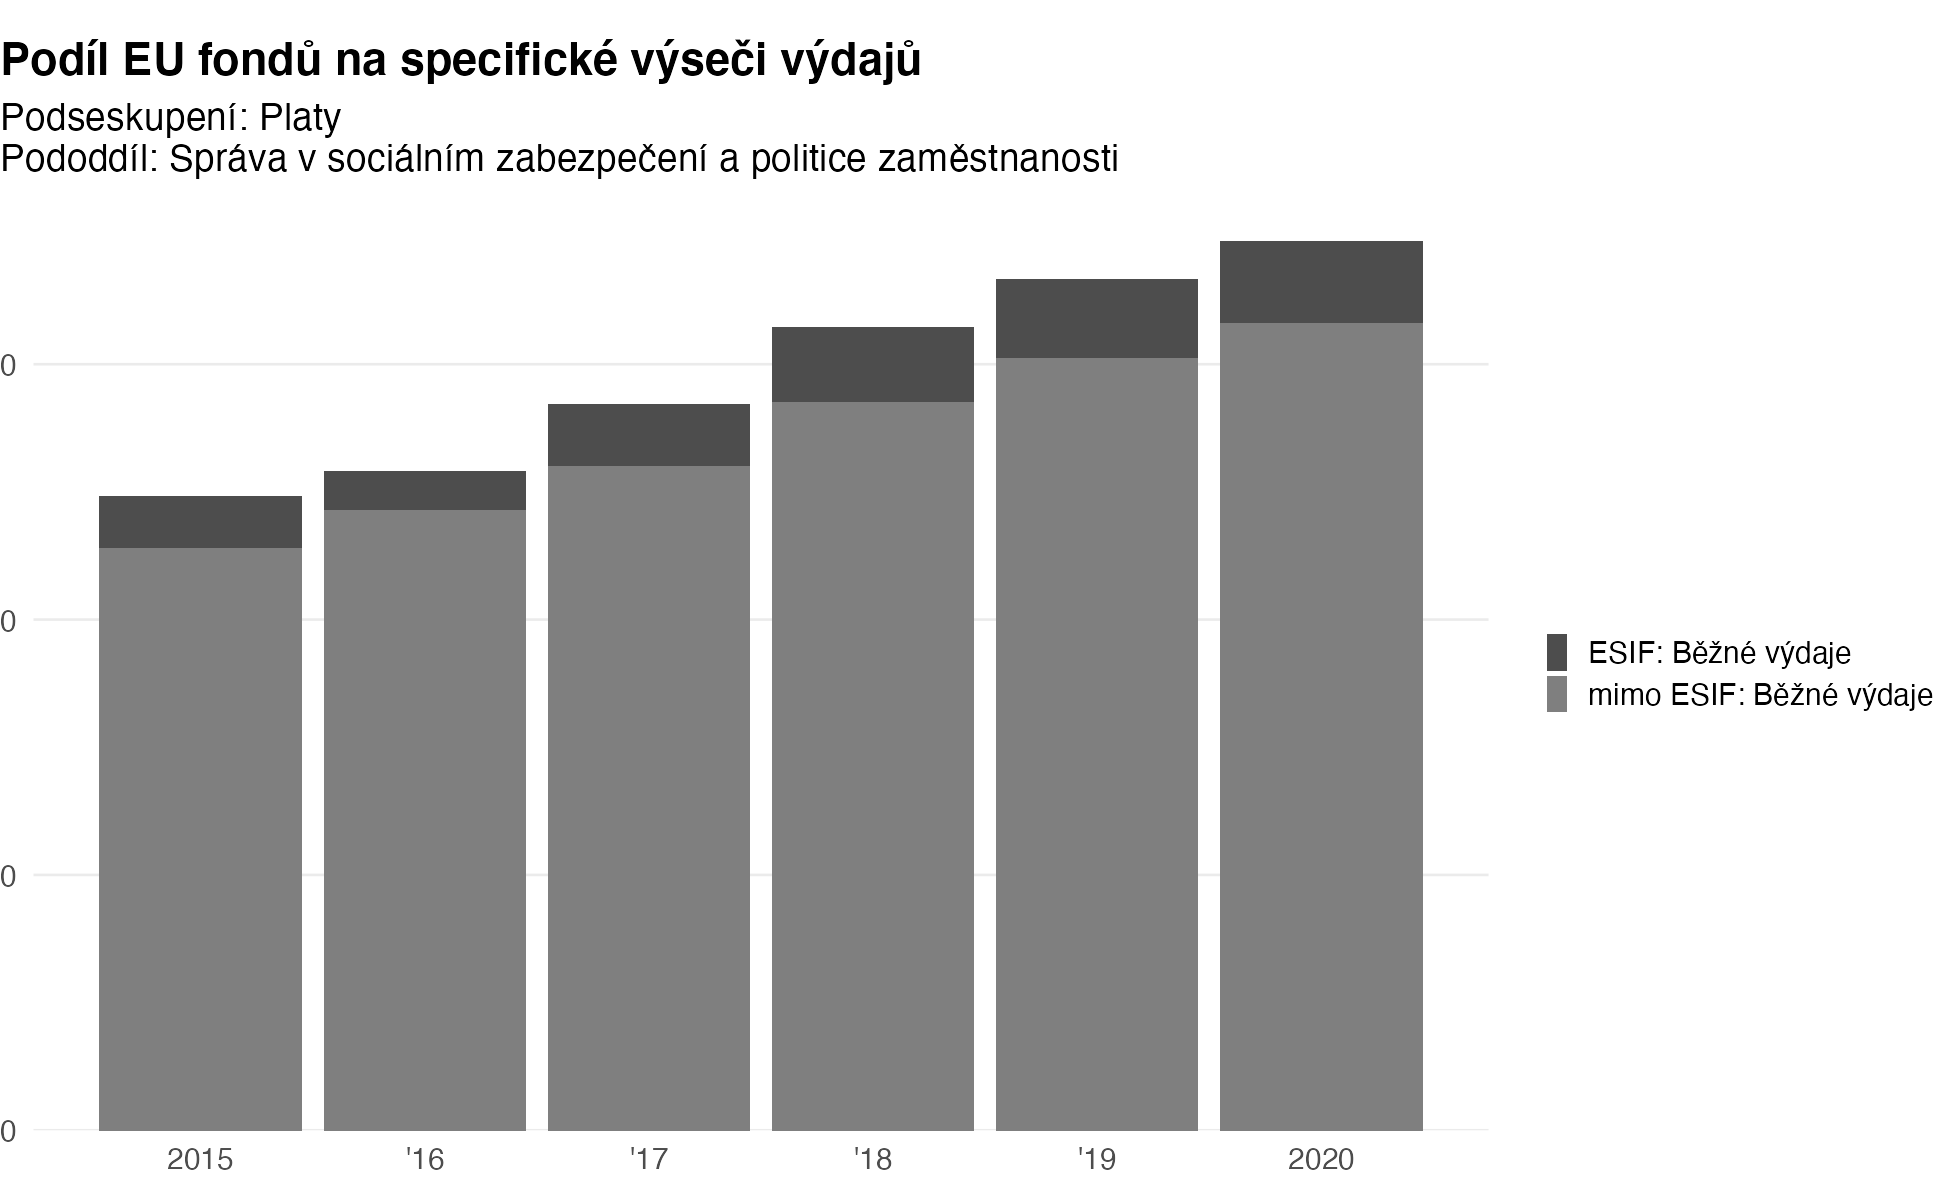 Podíl EU fondů na specifické výseči výdajů
Podseskupení: Platy
Pododdíl: Správa v sociálním zabezpečení a politice zaměstnanosti
0
0
0
0
2015
'16
'17
'18
'19
2020
ESIF: Běžné výdaje
mimo ESIF: Běžné výdaje